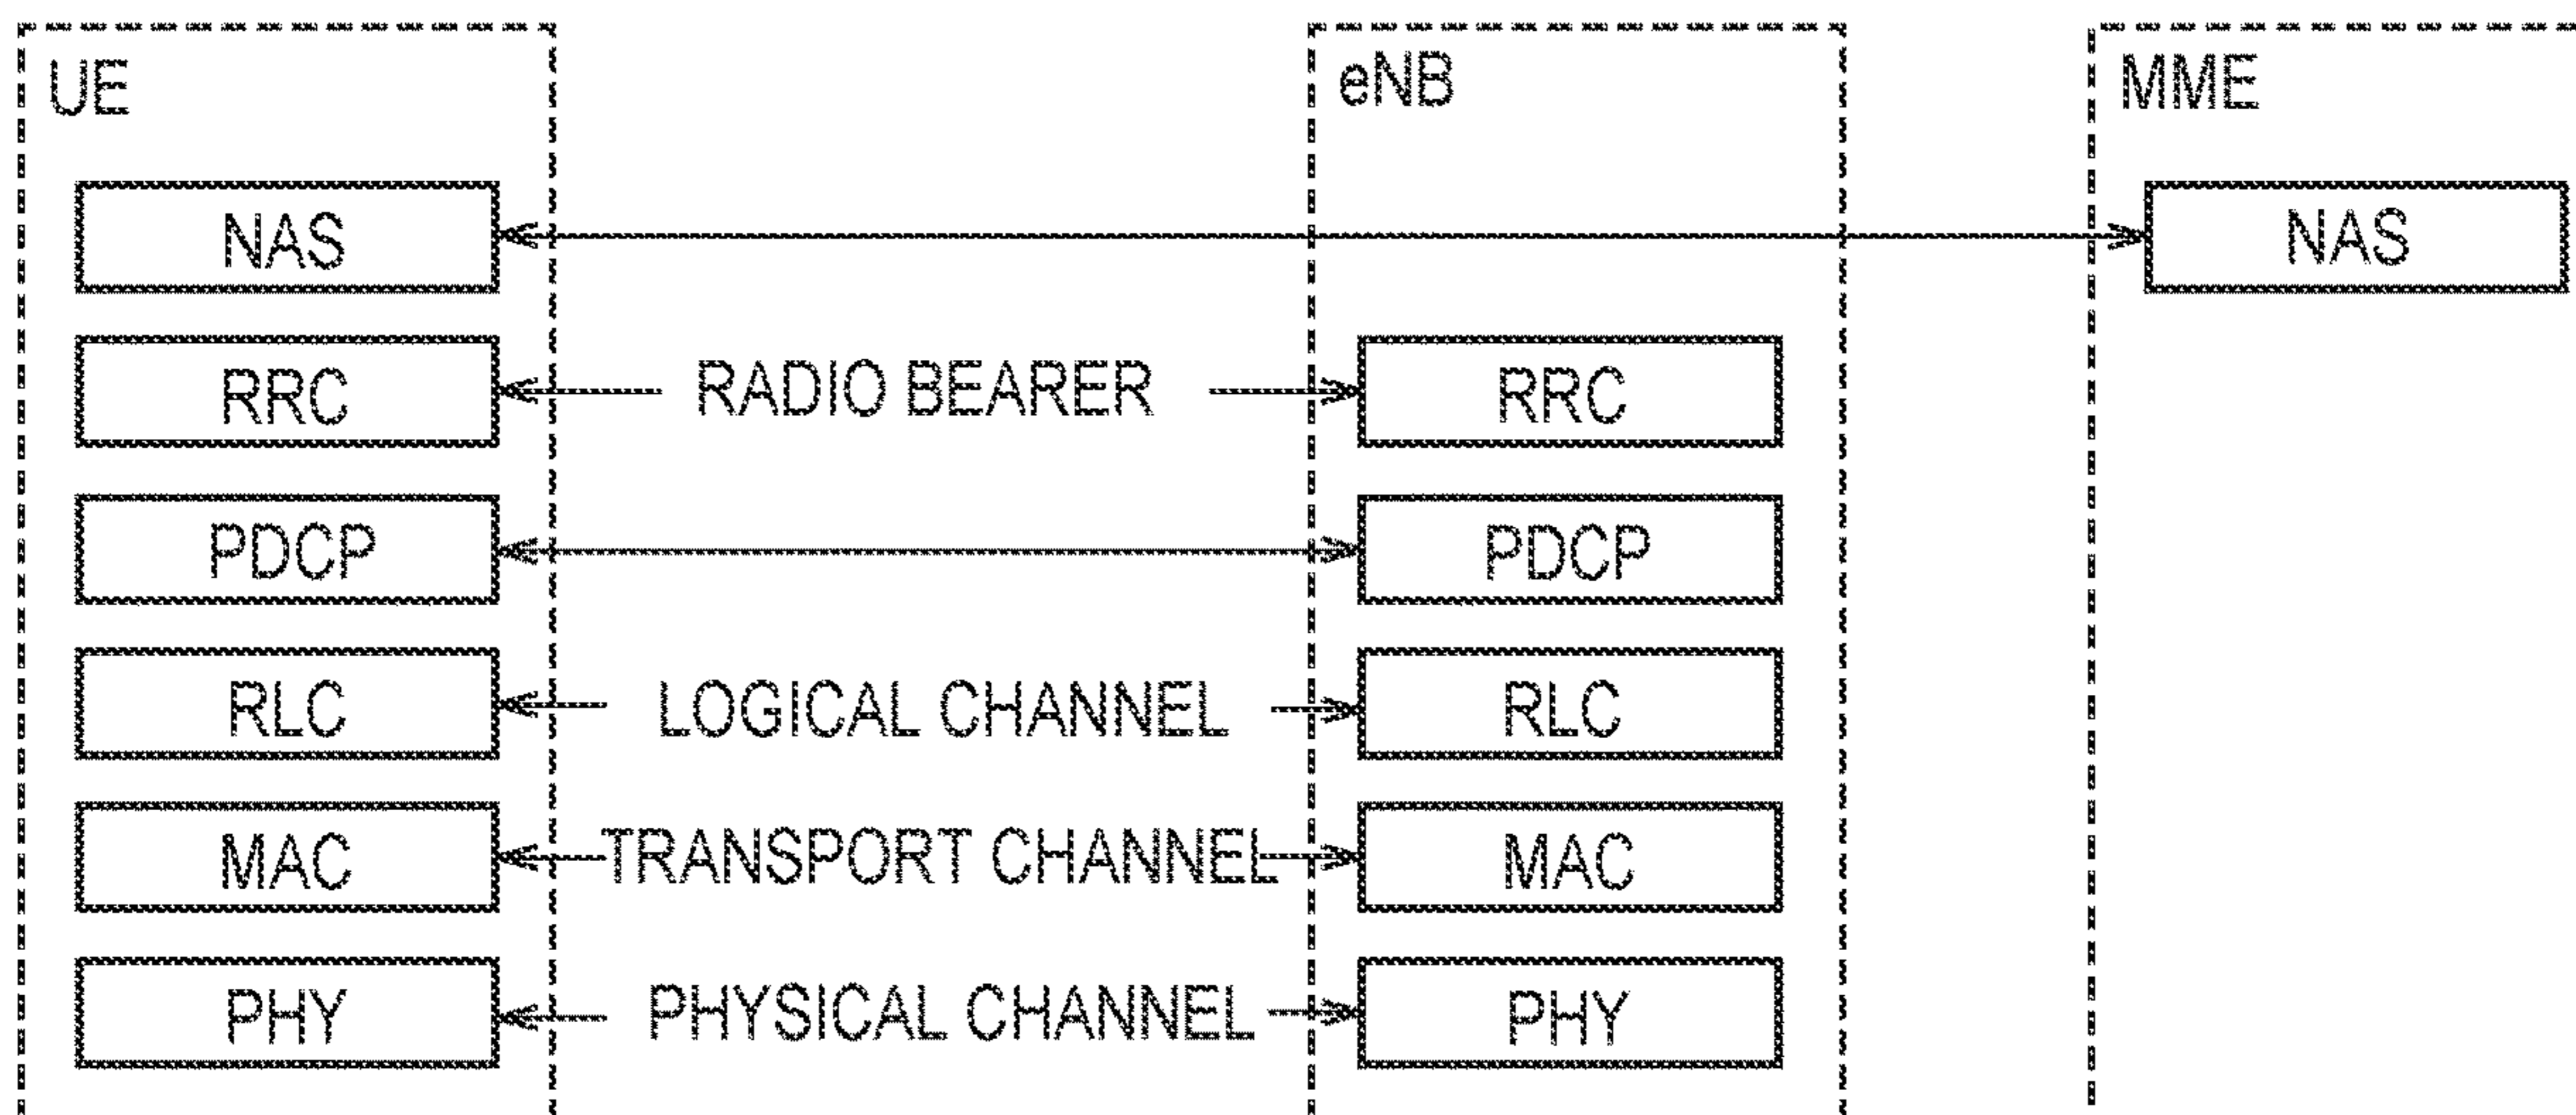 UE eNB MME
NAS NAS
RRC RADIO BEARER RRC
PDCP PDCP
RLC LOGICAL CHANNEL RLC
MAC TRANSPORT CHANNEL MAC
PHY PHYSICAL CHANNEL PHY